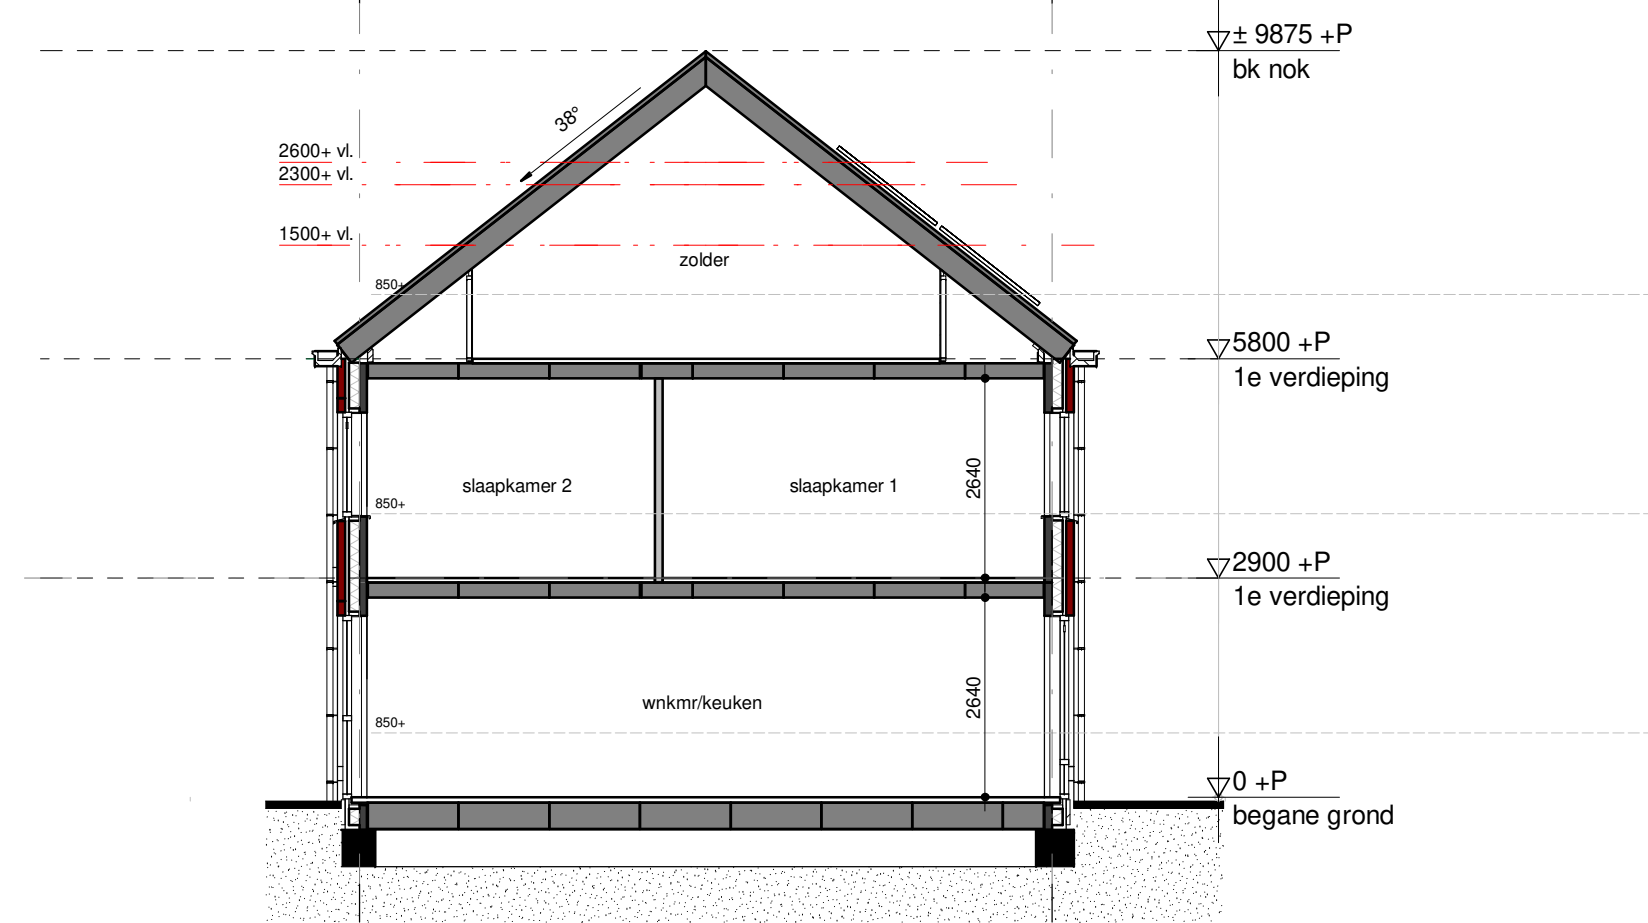 ± 9875 +P
bk nok
38°
2600+ vl.
2300+ vl.
1500+ vl.
zolder
850+
5800 +P
1e verdieping
slaapkamer 2
slaapkamer 1
2640
850+
2900 +P
1e verdieping
wnkmr/keuken
2640
850+
0 +P
begane grond